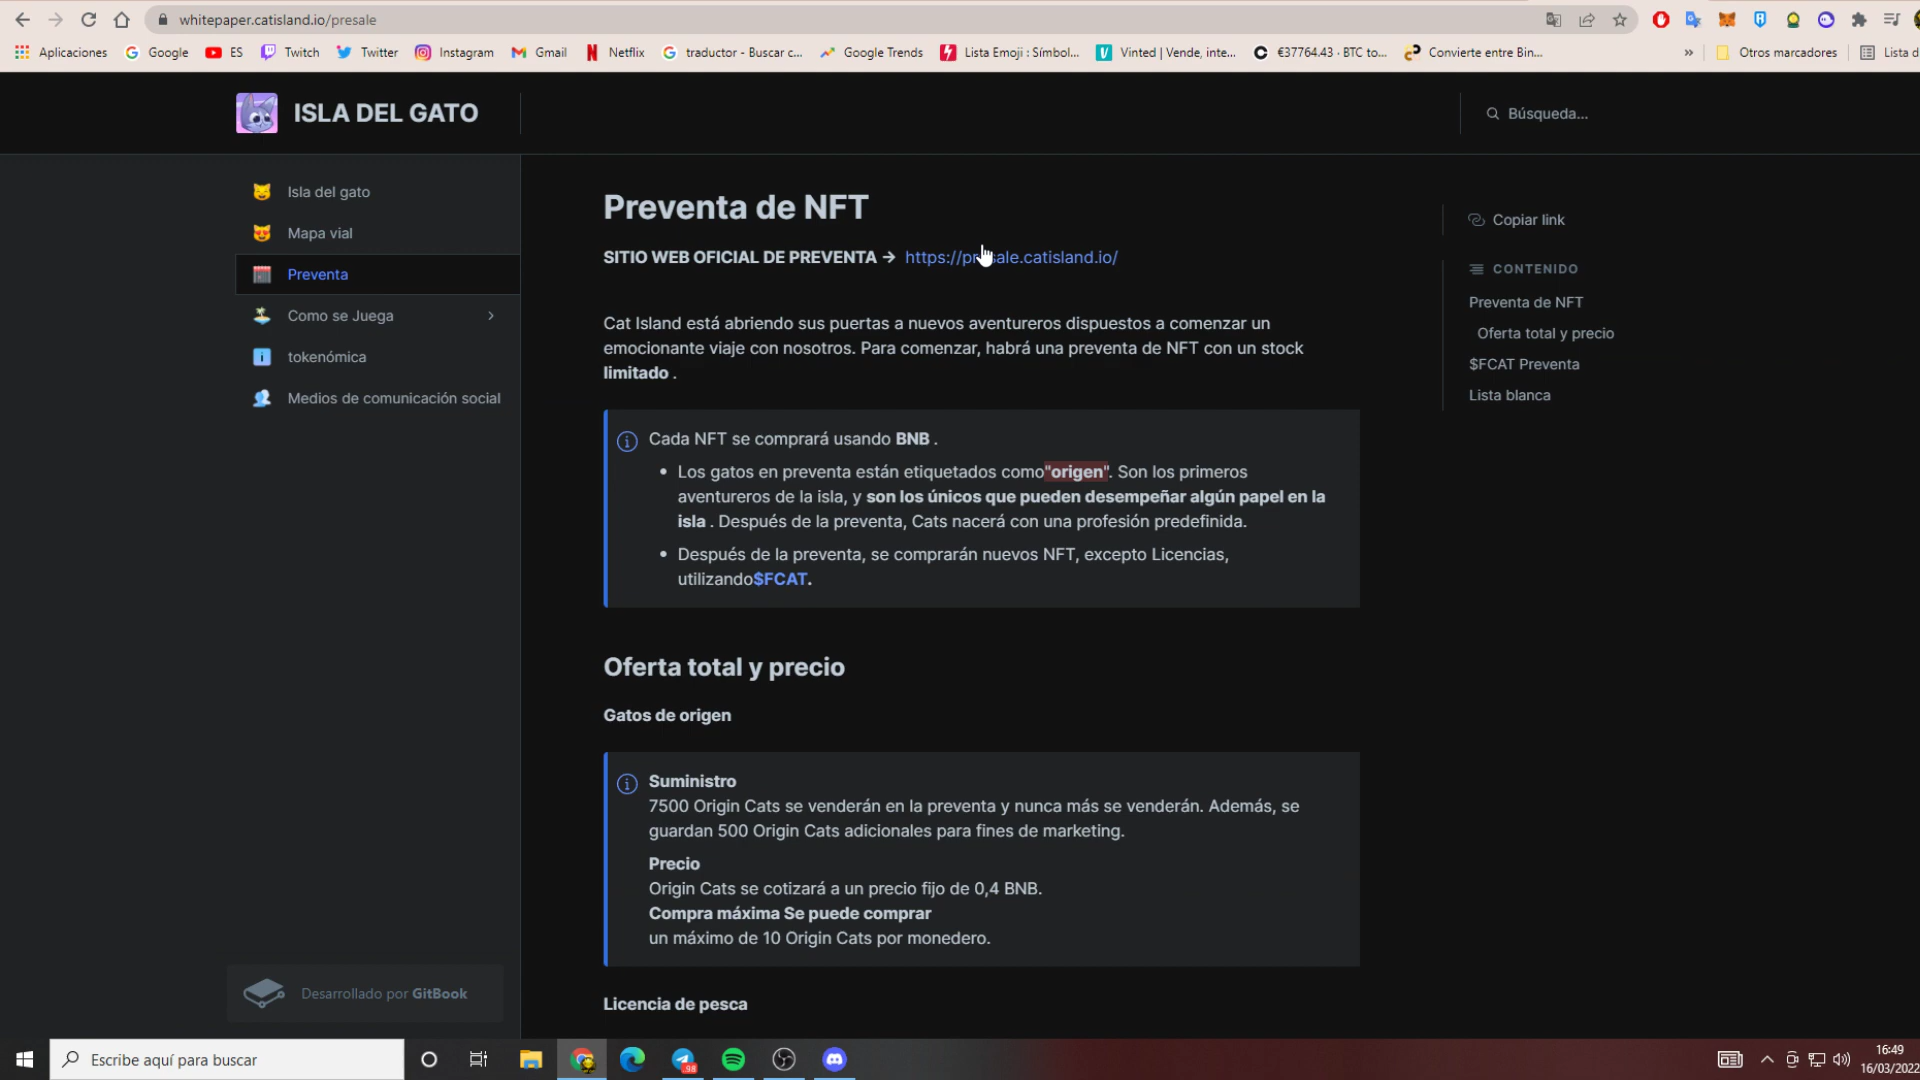 whitepaper.catisland.io/presale
Aplicaciones
Google
ES
Twitch
Twitter
Instagram
Gmail
Netflix
traductor - Buscar c...
Google Trends
Lista Emoji : Símbol...
Vinted | Vende, inte...
€37764.43 · BTC to...
Convierte entre Bin...
»
Otros marcadores
Lista d
ISLA DEL GATO
Búsqueda...
Isla del gato
Mapa vial
Preventa
Como se Juega
tokenómica
Medios de comunicación social
Desarrollado por GitBook
Preventa de NFT
SITIO WEB OFICIAL DE PREVENTA → https://presale.catisland.io/
Cat Island está abriendo sus puertas a nuevos aventureros dispuestos a comenzar un
emocionante viaje con nosotros. Para comenzar, habrá una preventa de NFT con un stock
limitado .
Cada NFT se comprará usando BNB .
• Los gatos en preventa están etiquetados como"origen". Son los primeros
aventureros de la isla, y son los únicos que pueden desempeñar algún papel en la
isla . Después de la preventa, Cats nacerá con una profesión predefinida.
• Después de la preventa, se comprarán nuevos NFT, excepto Licencias,
utilizando$FCAT.
Oferta total y precio
Gatos de origen
Suministro
7500 Origin Cats se venderán en la preventa y nunca más se venderán. Además, se
guardan 500 Origin Cats adicionales para fines de marketing.
Precio
Origin Cats se cotizará a un precio fijo de 0,4 BNB.
Compra máxima Se puede comprar
un máximo de 10 Origin Cats por monedero.
Licencia de pesca
Copiar link
CONTENIDO
Preventa de NFT
Oferta total y precio
$FCAT Preventa
Lista blanca
Escribe aquí para buscar
98
16:49
16/03/2022